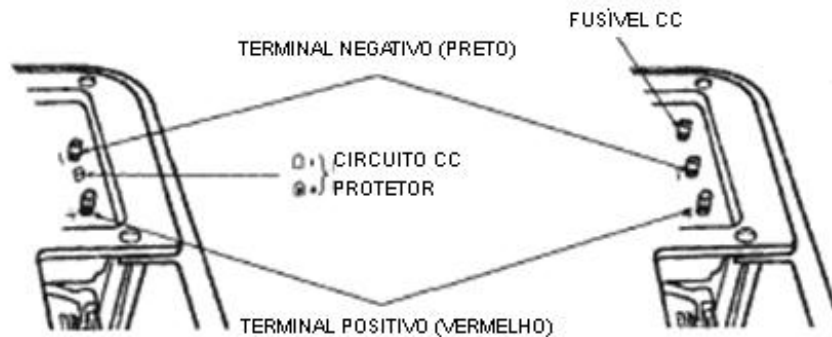 FUSÍVEL CC
TERMINAL NEGATIVO (PRETO)
CIRCUITO CC
PROTETOR
TERMINAL POSITIVO (VERMELHO)